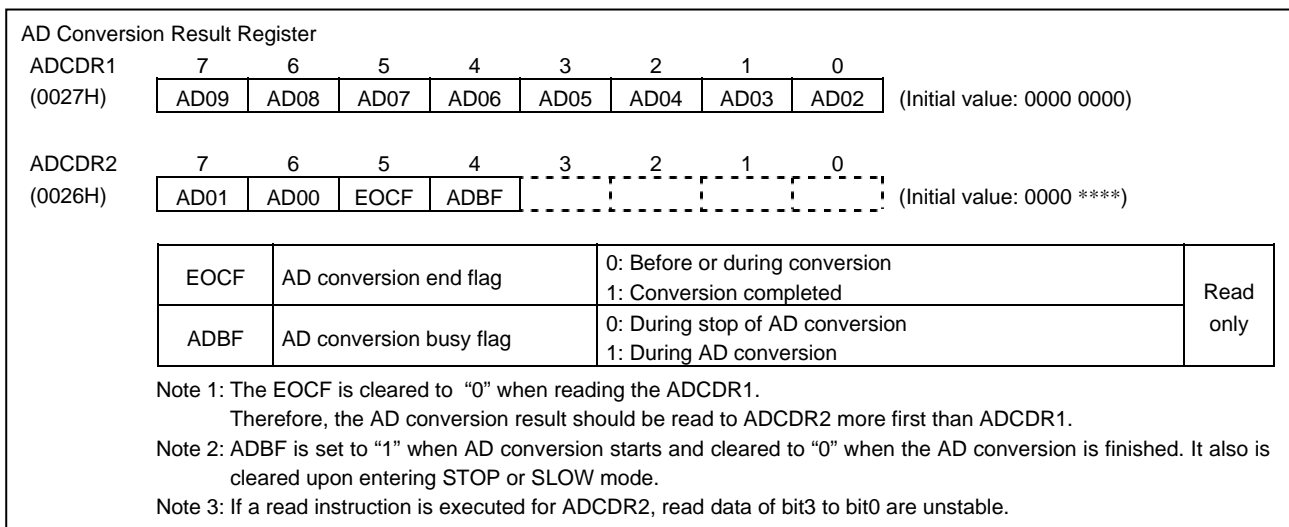 AD Conversion Result Register
ADCDR1 7 6 5 4 3 2 1 0
(0027H) AD09 AD08 AD07 AD06 AD05 AD04 AD03 AD02 (Initial value: 0000 0000)
ADCDR2 7 6 5 4 3 2 1 0
(0026H) AD01 AD00 EOCF ADBF (Initial value: 0000 ****)
EOCF AD conversion end flag 0: Before or during conversion
1: Conversion completed
ADBF AD conversion busy flag 0: During stop of AD conversion
1: During AD conversion
Read
only
Note 1: The EOCF is cleared to “0” when reading the ADCDR1.
Therefore, the AD conversion result should be read to ADCDR2 more first than ADCDR1.
Note 2: ADBF is set to “1” when AD conversion starts and cleared to “0” when the AD conversion is finished. It also is
cleared upon entering STOP or SLOW mode.
Note 3: If a read instruction is executed for ADCDR2, read data of bit3 to bit0 are unstable.